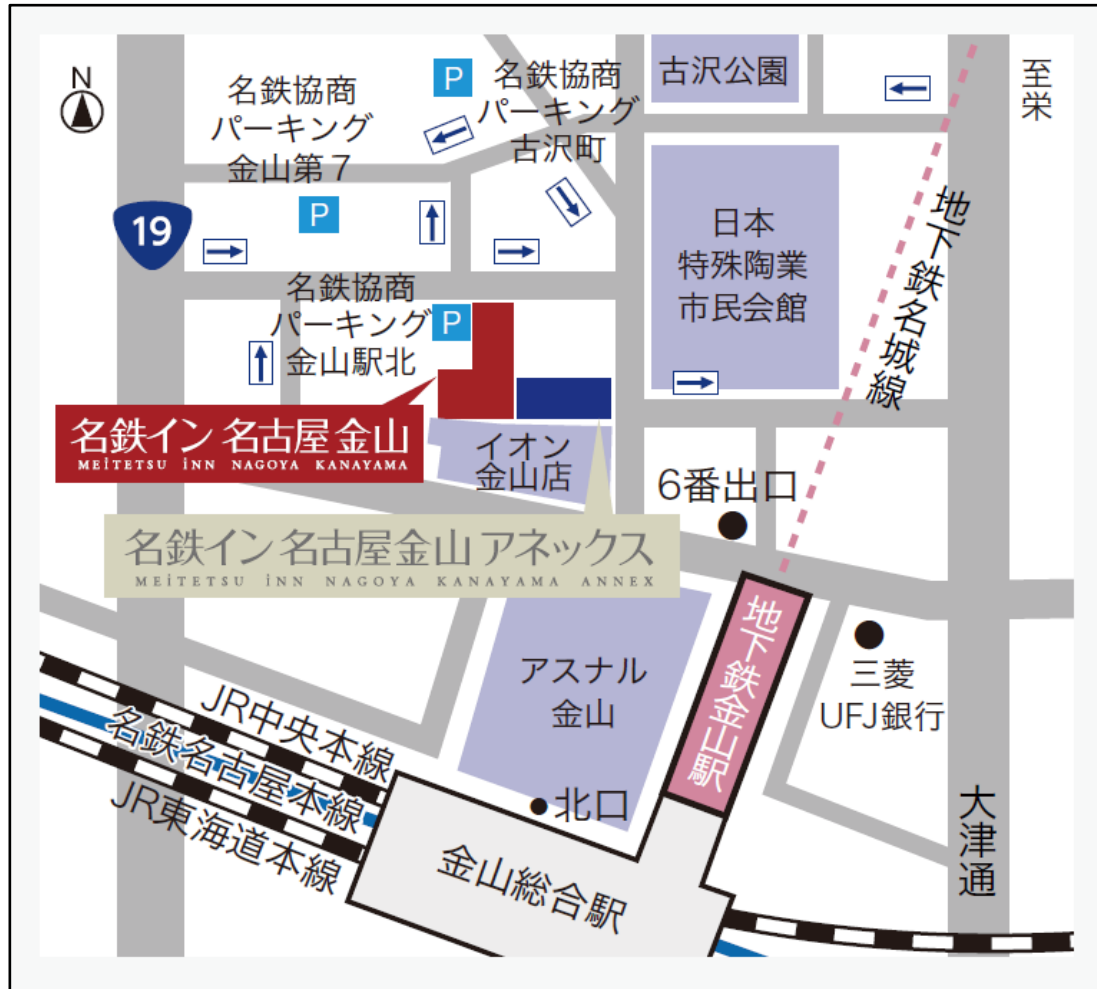 N
名鉄協商
パーキング
金山第７
P
P
名鉄協商
パーキング
古沢町
古沢公園
至栄
19
日本
特殊陶業
市民会館
地下鉄名城線
名鉄協商
パーキング
金山駅北
P
名鉄イン 名古屋金山
MEiTETSU iNN NAGOYA KANAYAMA
イオン
金山店
6番出口
名鉄イン 名古屋金山 アネックス
MEiTETSU iNN NAGOYA KANAYAMA ANNEX
アスナル
金山
地下鉄金山駅
三菱
UFJ銀行
JR中央本線
名鉄名古屋本線
JR東海道本線
北口
金山総合駅
大津通